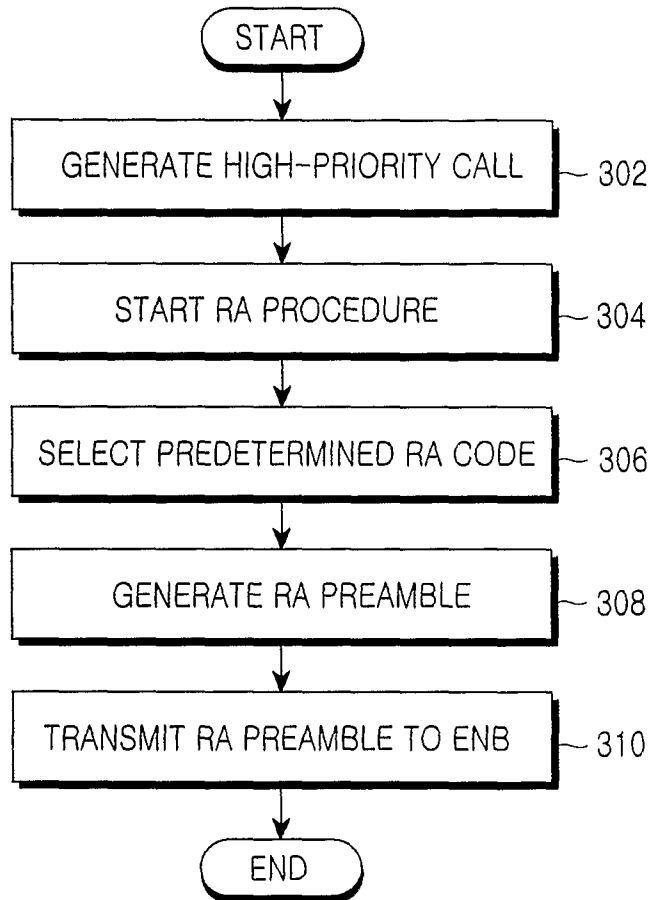 START
GENERATE HIGH-PRIORITY CALL 302
START RA PROCEDURE 304
SELECT PREDETERMINED RA CODE 306
GENERATE RA PREAMBLE 308
TRANSMIT RA PREAMBLE TO ENB 310
END